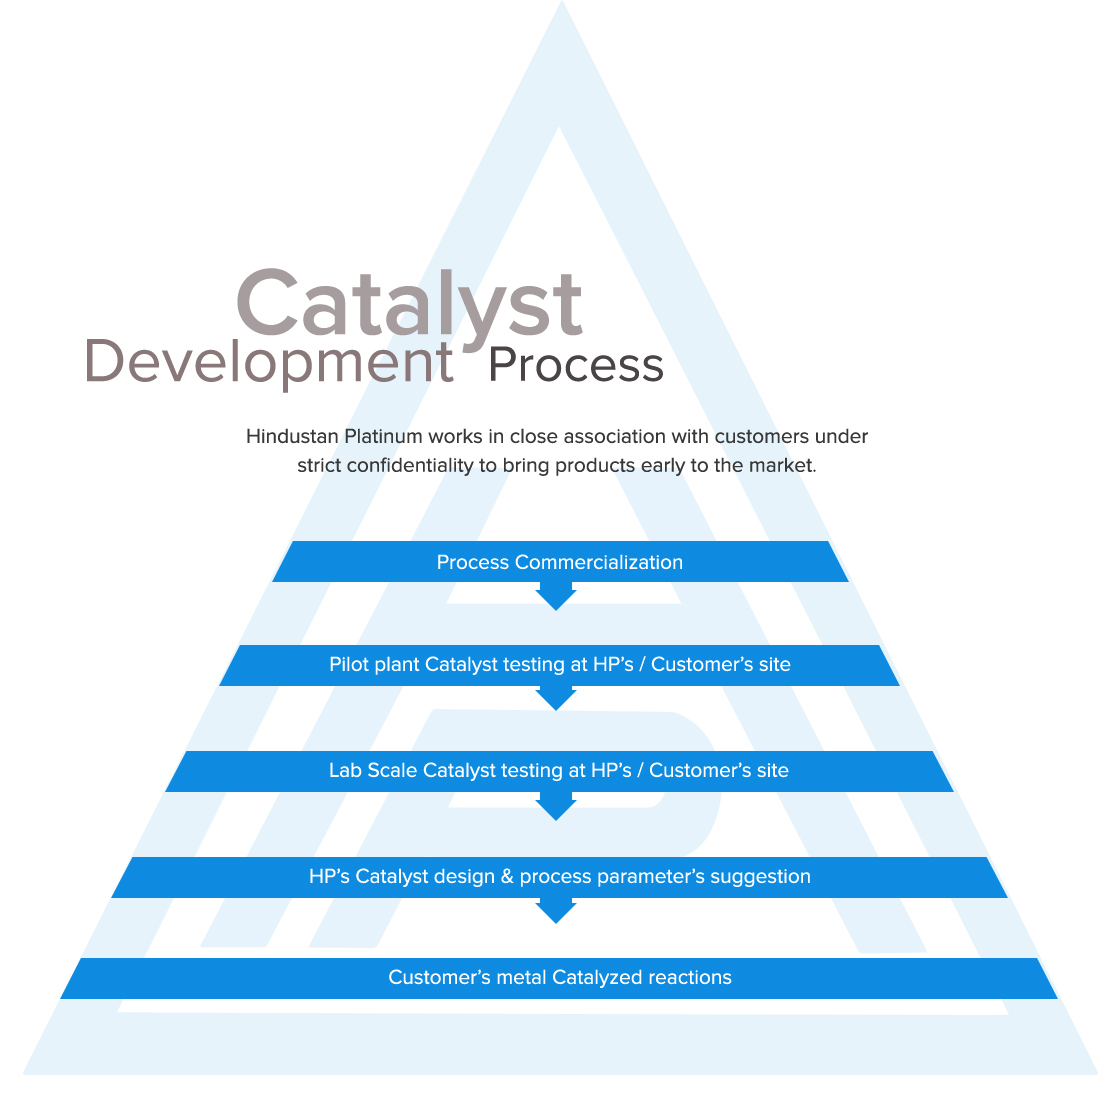 Catalyst
Development Process
Hindustan Platinum works in close association with customers under
strict confidentiality to bring products early to the market.
Process Commercialization
Pilot plant Catalyst testing at HP’s / Customer’s site
Lab Scale Catalyst testing at HP’s / Customer’s site
HP’s Catalyst design & process parameter’s suggestion
Customer’s metal Catalyzed reactions